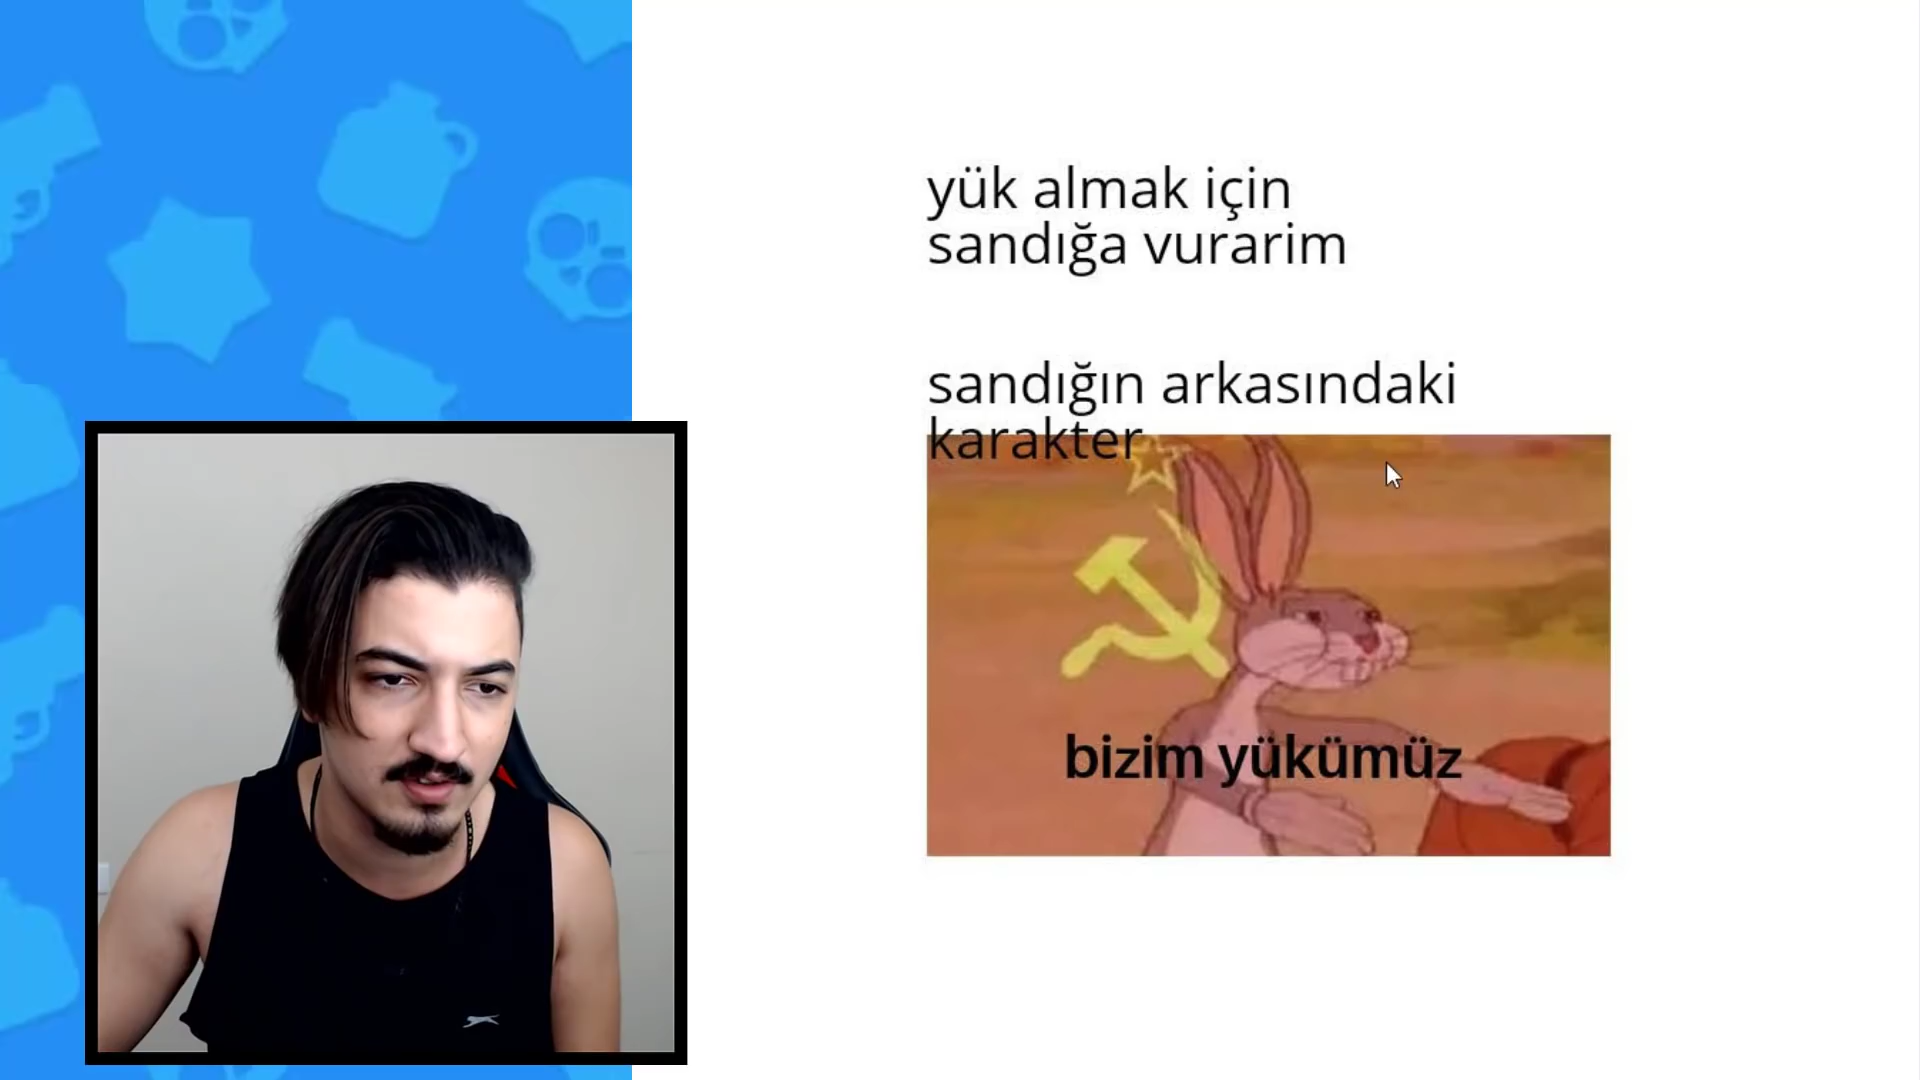 yük almak için
sandığa vurarim
sandığın arkasındaki
karakter
bizim yükümüz